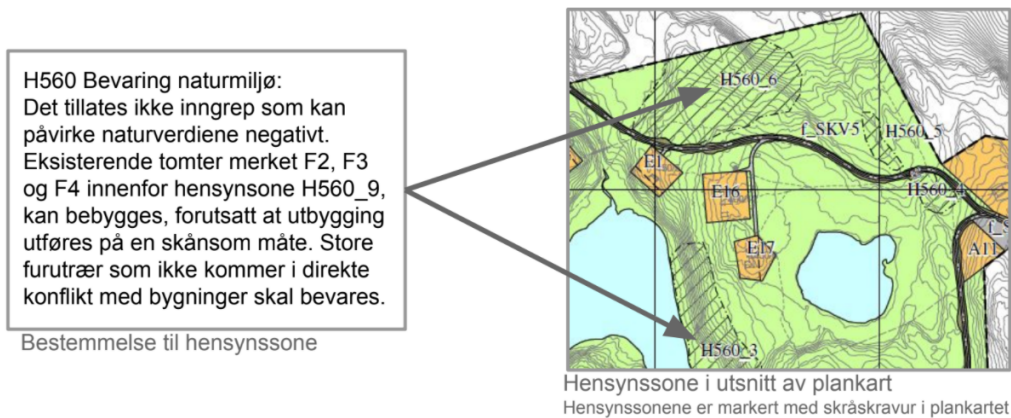 H560 Bevaring naturmiljø:
Det tillates ikke inngrep som kan
påvirke naturverdiene negativt.
Eksisterende tomter merket F2, F3
og F4 innenfor hensynsone H560_9,
kan bebygges, forutsatt at utbygging
utføres på en skånsom måte. Store
furutrær som ikke kommer i direkte
konflikt med bygninger skal bevares.
Bestemmelse til hensynssone
H560_6
f_SKV5
H560_5
E1
H560_4
E16
E17
A11
H560_3
Hensynssone i utsnitt av plankart
Hensynssonene er markert med skråskravur i plankartet